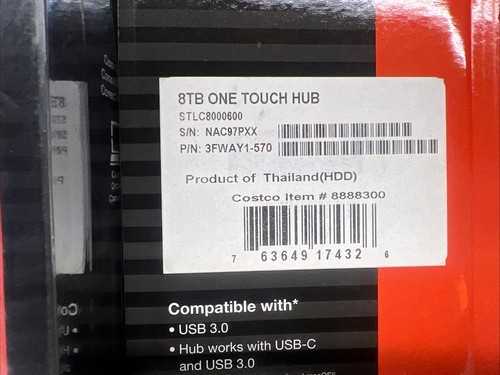 8TB ONE TOUCH HUB
STLC8000600
S/N: NAC97PXX
P/N: 3FWAY1-570
Product of Thailand(HDD)
Costco Item # 8888300
7 63649 17432 6
Compatible with*
• USB 3.0
• Hub works with USB-C
and USB 3.0